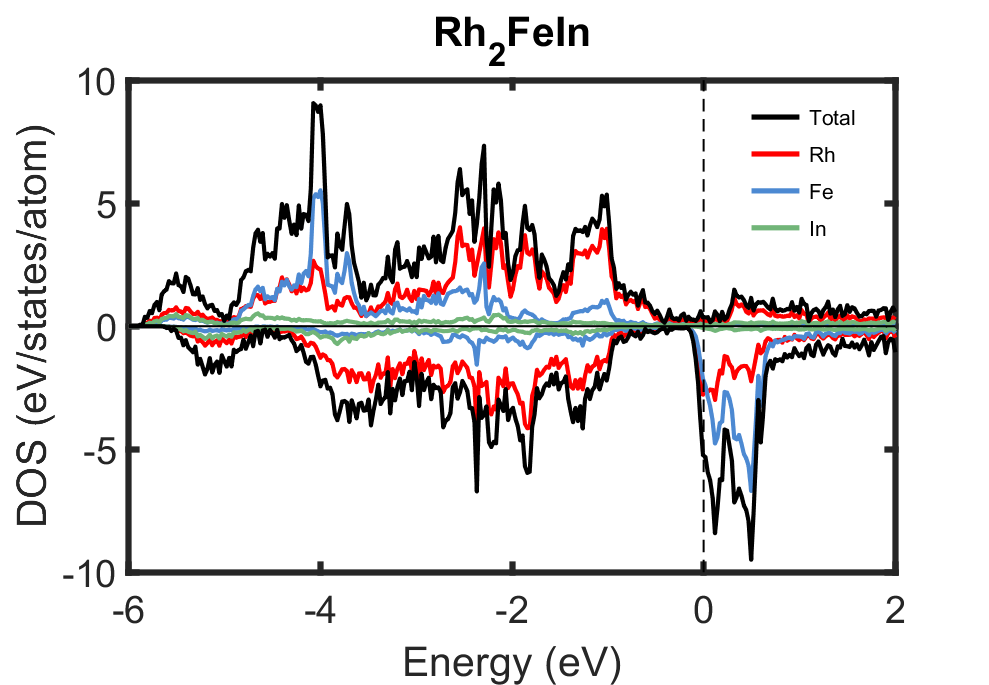 Rh₂FeIn
DOS (eV/states/atom)
10
5
0
-5
-10
Total
Rh
Fe
In
-6 -4 -2 0 2
Energy (eV)